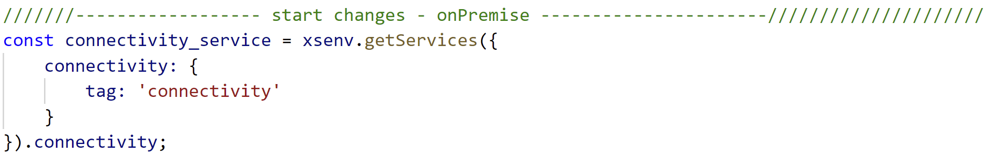 ///////------------------ start changes - onPremise ----------------------/////////////////////
const connectivity_service = xsenv.getServices({
    connectivity: {
        tag: 'connectivity'
    }
}).connectivity;